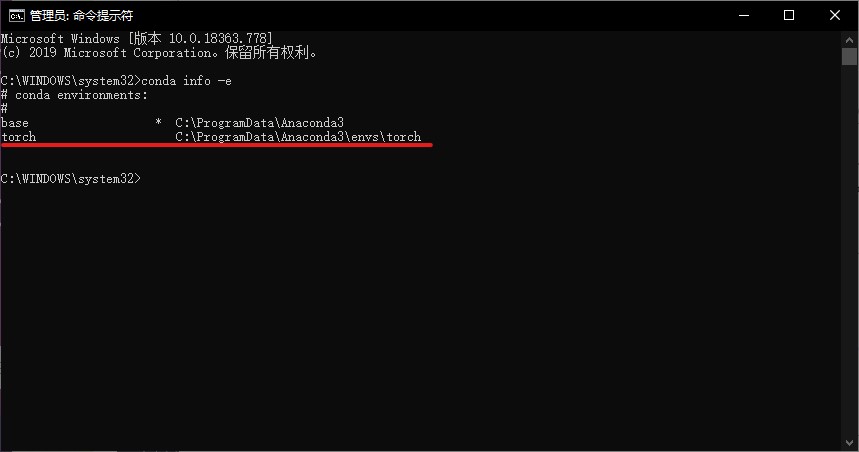 管理员: 命令提示符
Microsoft Windows [版本 10.0.18363.778]
(c) 2019 Microsoft Corporation。保留所有权利。
C:\WINDOWS\system32>conda info -e
# conda environments:
#
base                  *  C:\ProgramData\Anaconda3
torch                    C:\ProgramData\Anaconda3\envs\torch
C:\WINDOWS\system32>